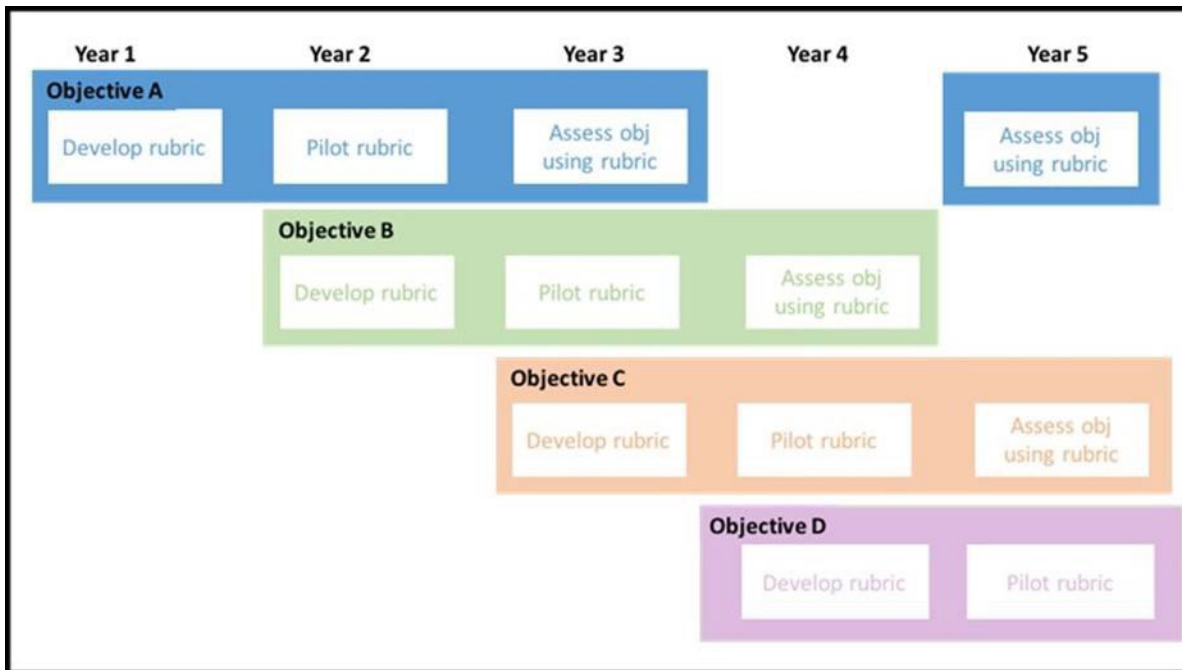 Year 1 Year 2 Year 3 Year 4 Year 5
Objective A
Develop rubric Pilot rubric Assess obj
using rubric
Assess obj
using rubric
Objective B
Develop rubric Pilot rubric Assess obj
using rubric
Objective C
Develop rubric Pilot rubric Assess obj
using rubric
Objective D
Develop rubric Pilot rubric